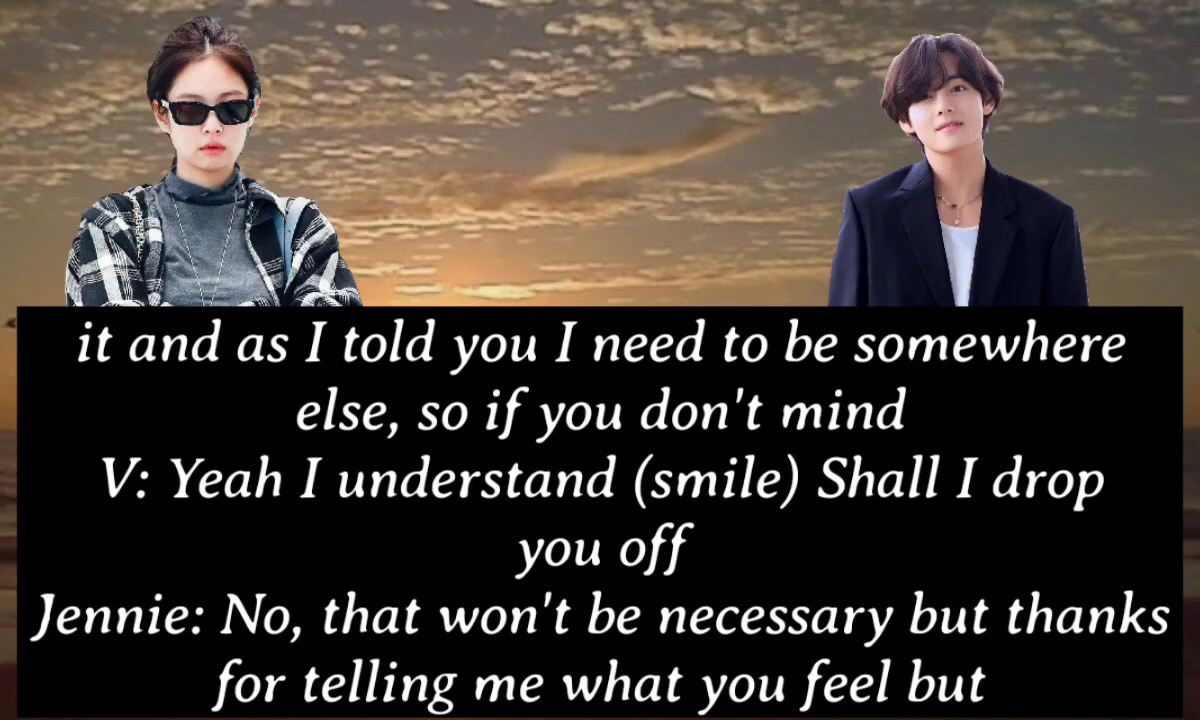 it and as I told you I need to be somewhere
else, so if you don't mind
V: Yeah I understand (smile) Shall I drop
you off
Jennie: No, that won't be necessary but thanks
for telling me what you feel but